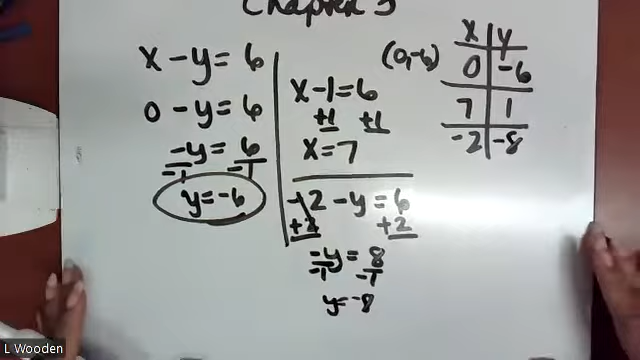 Chapter 3
x - y = 6
0 - y = 6
-y = 6
-1 -1
y = -6
x - 1 = 6
+1 +1
x = 7
-2 - y = 6
+2 +2
-y = 8
-1 -1
y = -8
(0,-6)
x | y
0 | -6
7 | 1
-2 | -8
L Wooden